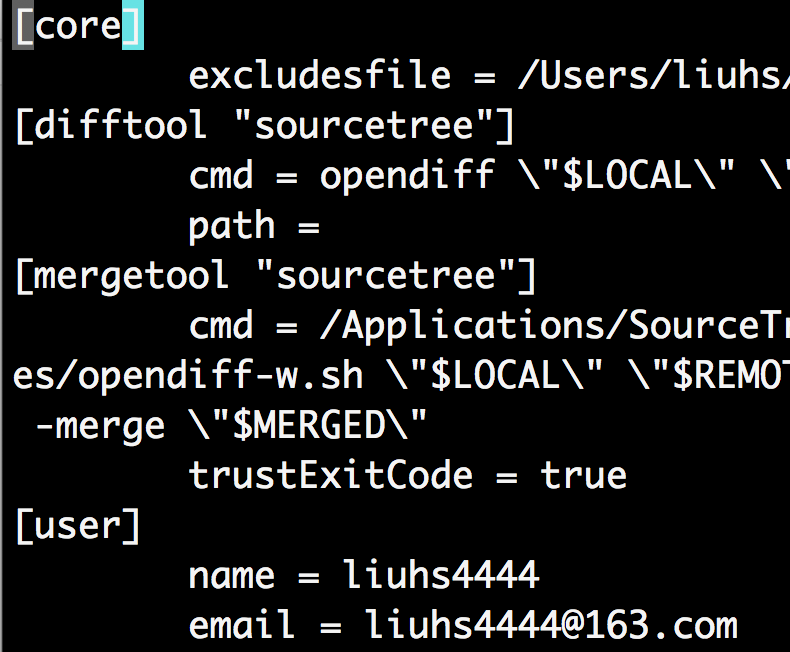 [core]
excludesfile = /Users/liuhs/
[difftool "sourcetree"]
cmd = opendiff \"$LOCAL\" \"
path =
[mergetool "sourcetree"]
cmd = /Applications/SourceTr
es/opendiff-w.sh \"$LOCAL\" \"$REMOT
-merge \"$MERGED\"
trustExitCode = true
[user]
name = liuhs4444
email = liuhs4444@163.com